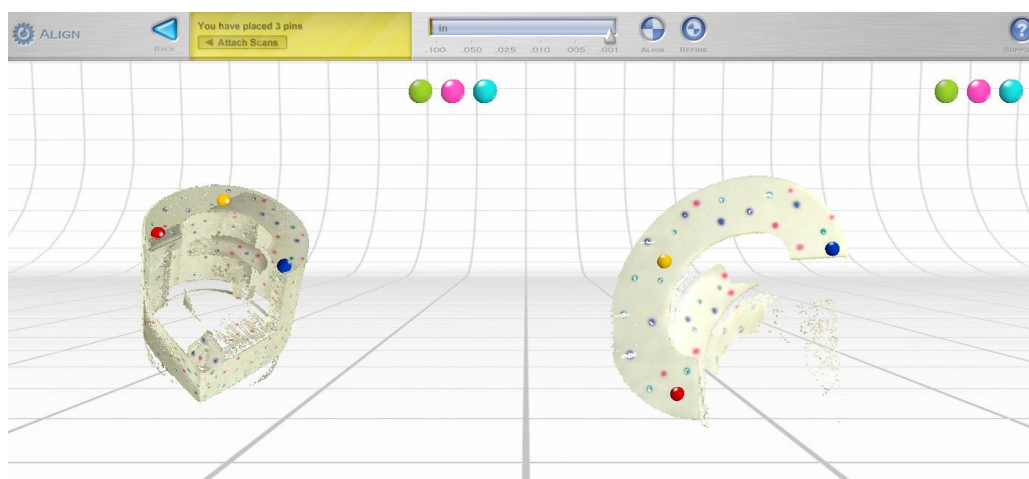 ALIGN
BACK
You have placed 3 pins
Attach Scans
in
.100 .050 .025 .010 .005 .001
ALIGN
REFINE